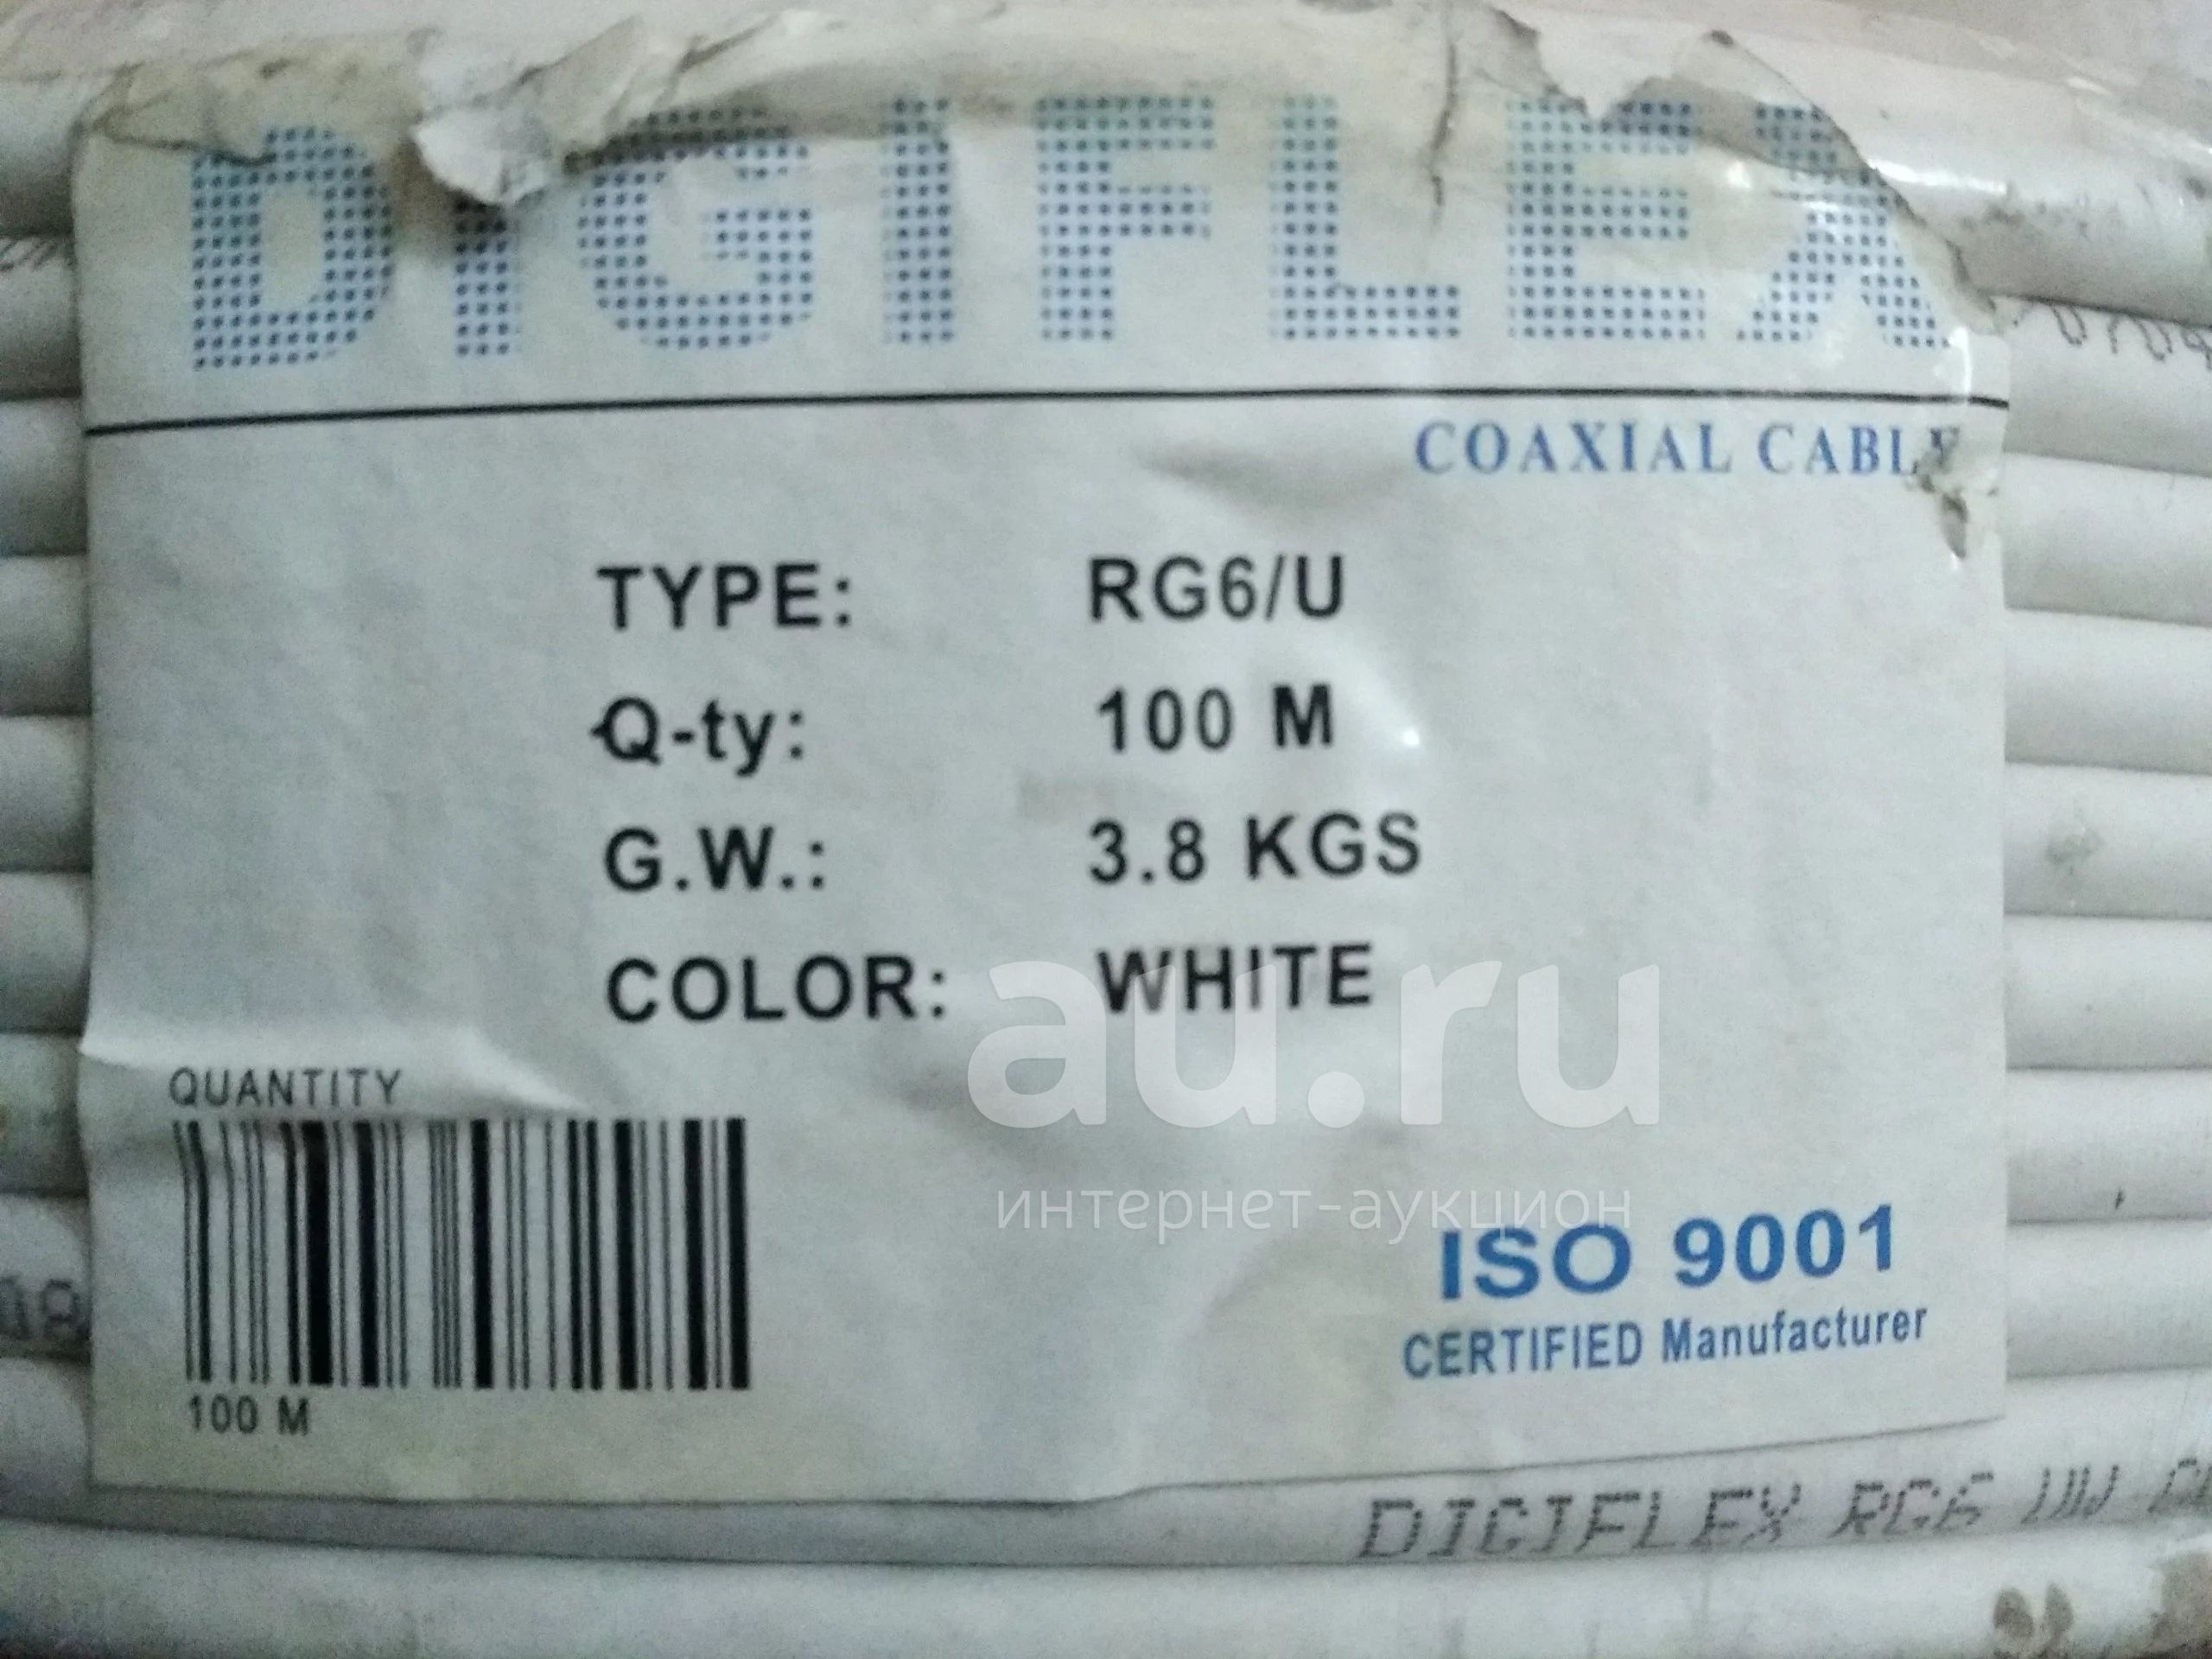 DIGIFLEX
COAXIAL CABLE
TYPE: RG6/U
Q-ty: 100 M
G.W.: 3.8 KGS
COLOR: WHITE
au.ru
интернет-аукцион
QUANTITY
100 M
ISO 9001
CERTIFIED Manufacturer
DIGIFLEX RG6